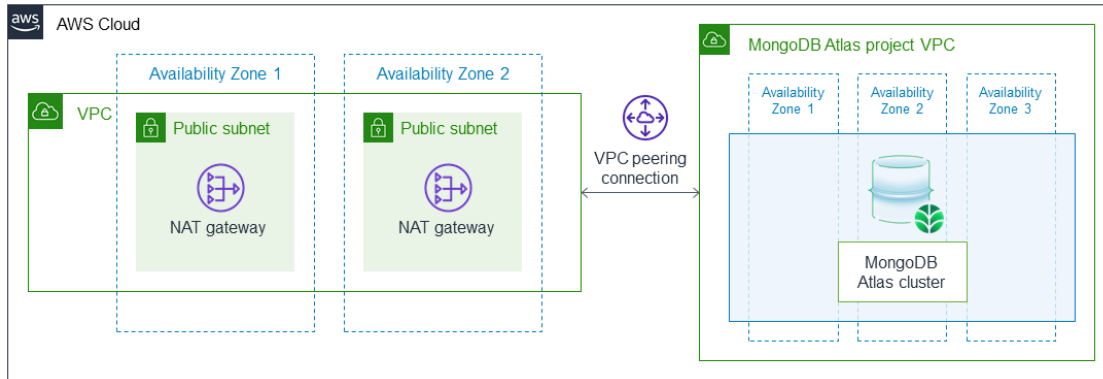 aws
AWS Cloud
Availability Zone 1
Availability Zone 2
VPC
Public subnet
NAT gateway
Public subnet
NAT gateway
VPC peering
connection
MongoDB Atlas project VPC
Availability
Zone 1
Availability
Zone 2
Availability
Zone 3
MongoDB
Atlas cluster